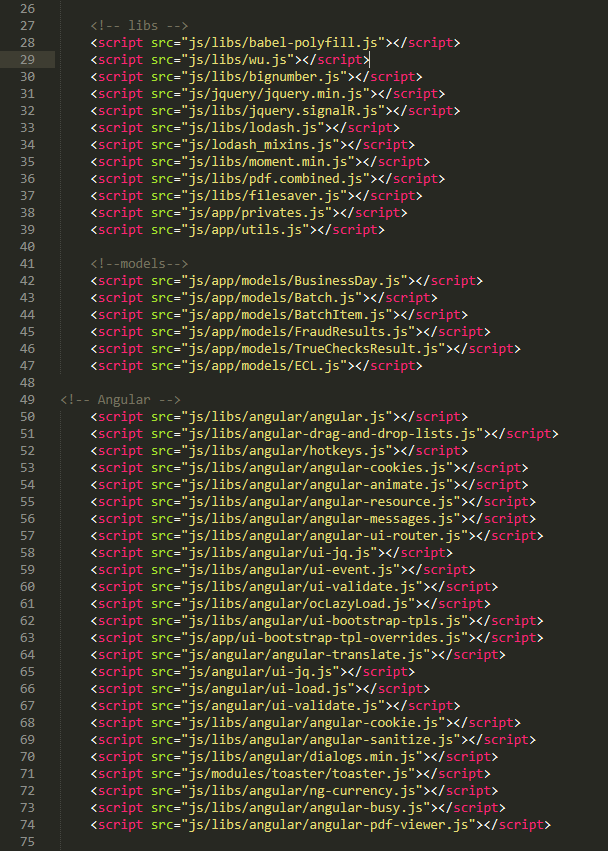 26
27 <!-- libs -->
28 <script src="js/libs/babel-polyfill.js"></script>
29 <script src="js/libs/wu.js"></script>
30 <script src="js/libs/bignumber.js"></script>
31 <script src="js/jquery/jquery.min.js"></script>
32 <script src="js/libs/jquery.signalR.js"></script>
33 <script src="js/libs/lodash.js"></script>
34 <script src="js/lodash_mixins.js"></script>
35 <script src="js/libs/moment.min.js"></script>
36 <script src="js/libs/pdf.combined.js"></script>
37 <script src="js/libs/filesaver.js"></script>
38 <script src="js/app/privates.js"></script>
39 <script src="js/app/utils.js"></script>
40
41 <!--models-->
42 <script src="js/app/models/BusinessDay.js"></script>
43 <script src="js/app/models/Batch.js"></script>
44 <script src="js/app/models/BatchItem.js"></script>
45 <script src="js/app/models/FraudResults.js"></script>
46 <script src="js/app/models/TrueChecksResult.js"></script>
47 <script src="js/app/models/ECL.js"></script>
48
49 <!-- Angular -->
50 <script src="js/libs/angular/angular.js"></script>
51 <script src="js/libs/angular-drag-and-drop-lists.js"></script>
52 <script src="js/libs/angular/hotkeys.js"></script>
53 <script src="js/libs/angular/angular-cookies.js"></script>
54 <script src="js/libs/angular/angular-animate.js"></script>
55 <script src="js/libs/angular/angular-resource.js"></script>
56 <script src="js/libs/angular/angular-messages.js"></script>
57 <script src="js/libs/angular/angular-ui-router.js"></script>
58 <script src="js/libs/angular/ui-jq.js"></script>
59 <script src="js/libs/angular/ui-event.js"></script>
60 <script src="js/libs/angular/ui-validate.js"></script>
61 <script src="js/libs/angular/ocLazyLoad.js"></script>
62 <script src="js/libs/angular/ui-bootstrap-tpls.js"></script>
63 <script src="js/app/ui-bootstrap-tpl-overrides.js"></script>
64 <script src="js/angular/angular-translate.js"></script>
65 <script src="js/angular/ui-jq.js"></script>
66 <script src="js/angular/ui-load.js"></script>
67 <script src="js/angular/ui-validate.js"></script>
68 <script src="js/libs/angular/angular-cookie.js"></script>
69 <script src="js/libs/angular/angular-sanitize.js"></script>
70 <script src="js/libs/angular/dialogs.min.js"></script>
71 <script src="js/modules/toaster/toaster.js"></script>
72 <script src="js/libs/angular/ng-currency.js"></script>
73 <script src="js/libs/angular/angular-busy.js"></script>
74 <script src="js/libs/angular/angular-pdf-viewer.js"></script>
75